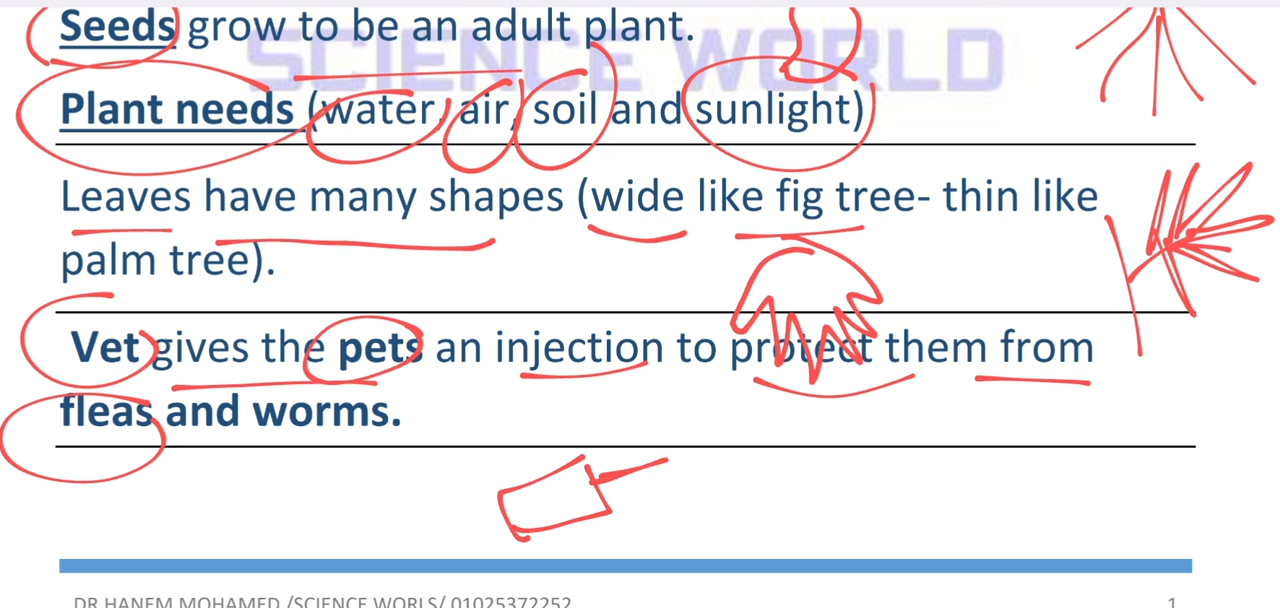 Seeds grow to be an adult plant.
SCIENCE WORLD
Plant needs (water, air, soil and sunlight)
Leaves have many shapes (wide like fig tree- thin like
palm tree).
Vet gives the pets an injection to protect them from
fleas and worms.
DR HANEM MOHAMED /SCIENCE WORLS/ 01025372252
1